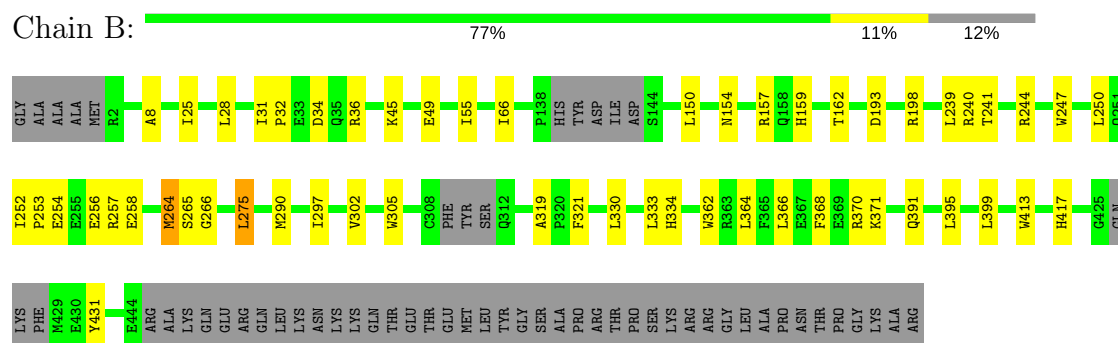 Chain B:
77% 11% 12%
GLY ALA ALA ALA MET R2 A8 I25 L28 I31 P32 E33 D34 Q35 R36 K45 E49 I55 I66 P138 HIS TYR ASP ILE ASP S144 L150 N154 R157 Q158 H159 T162 D193 R198 L239 R240 T241 R244 W247 L250 Q251
I252 P253 E254 E255 E256 R257 E258 M264 S265 G266 L275 M290 I297 V302 W305 C308 PHE TYR SER Q312 A319 P320 F321 L330 L333 H334 W362 R363 L364 F365 L366 E367 F368 E369 R370 K371 Q391 L395 L399 W413 H417 G425 GLN
LYS PHE M429 E430 Y431 E444 ARG ALA LYS GLN GLU ARG GLN LEU LYS ASN LYS LYS GLN THR GLU THR GLU MET LEU TYR GLY SER ALA PRO ARG THR PRO SER LYS ARG ARG GLY LEU ALA PRO ASN THR PRO GLY LYS ALA ARG